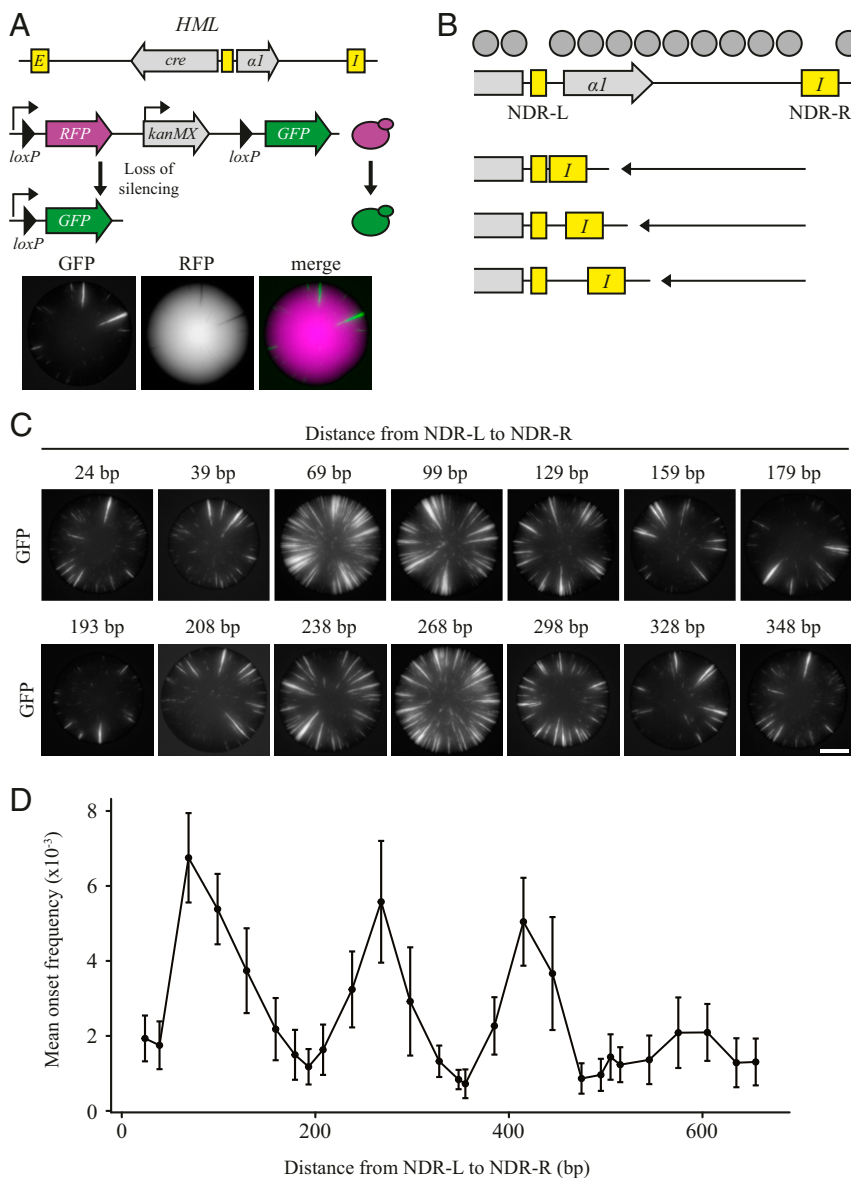 A
HML
E
cre
α1
I
RFP
kanMX
GFP
loxP
loxP
Loss of
silencing
GFP
loxP
GFP
RFP
merge
B
α1
I
NDR-L
NDR-R
I
I
I
C
Distance from NDR-L to NDR-R
24 bp
39 bp
69 bp
99 bp
129 bp
159 bp
179 bp
GFP
193 bp
208 bp
238 bp
268 bp
298 bp
328 bp
348 bp
GFP
D
8
6
4
2
0
Mean onset frequency (x10⁻³)
0
200
400
600
Distance from NDR-L to NDR-R (bp)